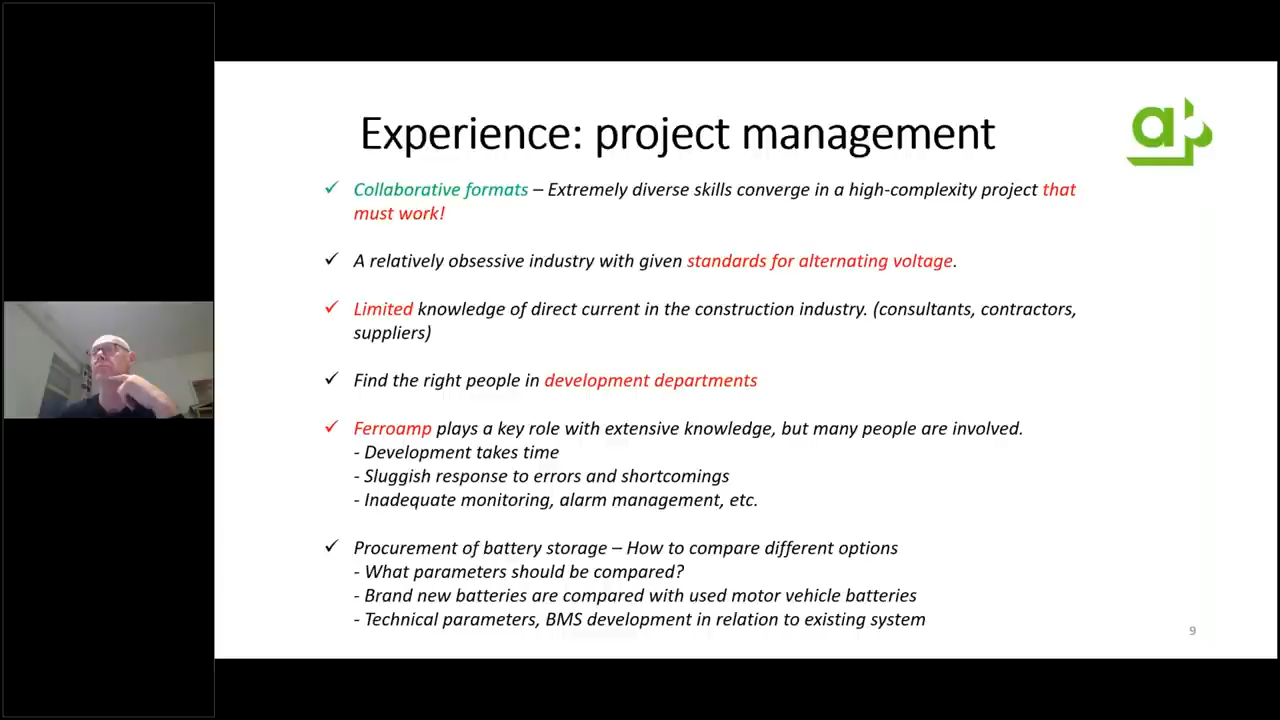 Experience: project management
ab
✓ Collaborative formats – Extremely diverse skills converge in a high-complexity project that
must work!
✓ A relatively obsessive industry with given standards for alternating voltage.
✓ Limited knowledge of direct current in the construction industry. (consultants, contractors,
suppliers)
✓ Find the right people in development departments
✓ Ferroamp plays a key role with extensive knowledge, but many people are involved.
- Development takes time
- Sluggish response to errors and shortcomings
- Inadequate monitoring, alarm management, etc.
✓ Procurement of battery storage – How to compare different options
- What parameters should be compared?
- Brand new batteries are compared with used motor vehicle batteries
- Technical parameters, BMS development in relation to existing system
9